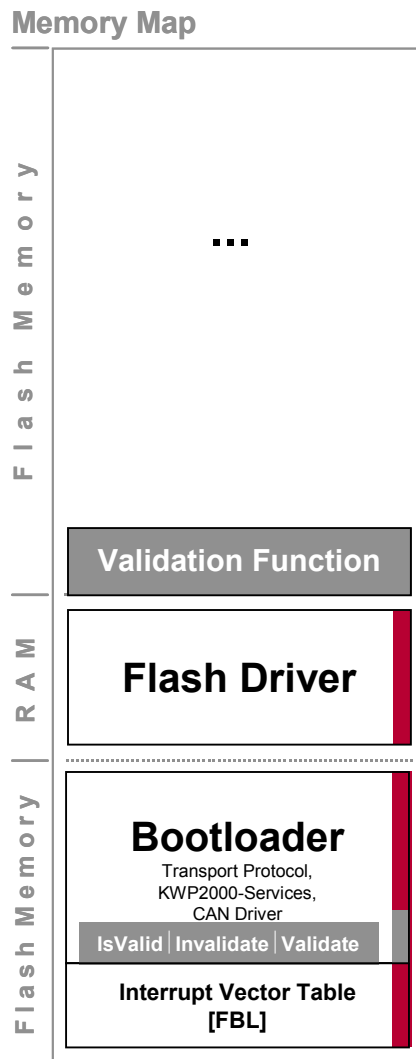 Memory Map
Flash Memory
...
Validation Function
RAM
Flash Driver
Flash Memory
Bootloader
Transport Protocol,
KWP2000-Services,
CAN Driver
IsValid Invalidate Validate
Interrupt Vector Table
[FBL]